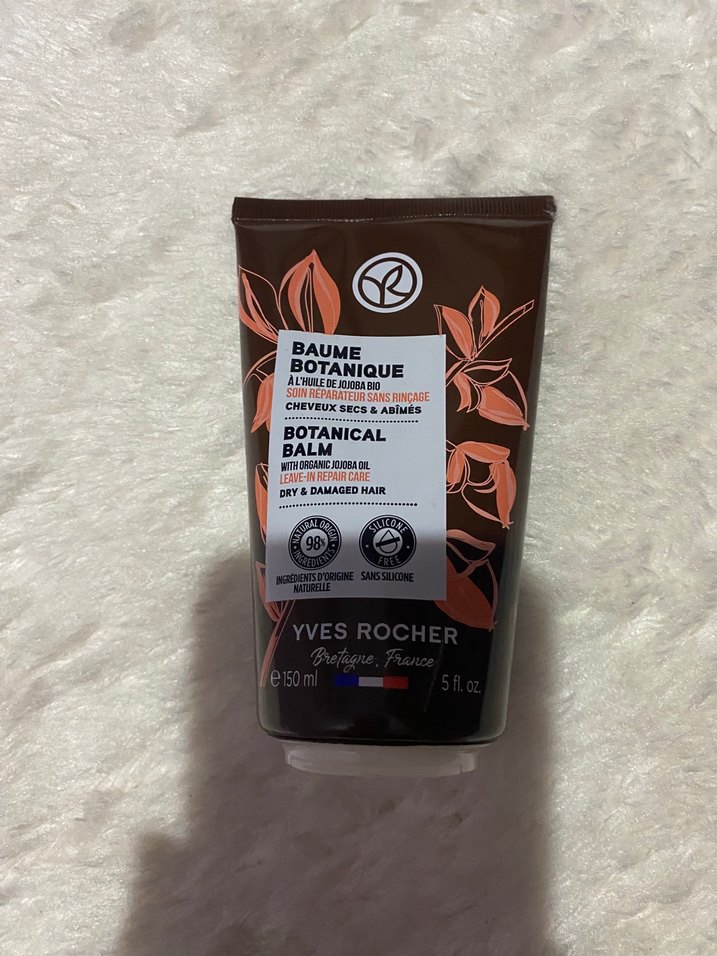 BAUME
BOTANIQUE
À L'HUILE DE JOJOBA BIO
SOIN RÉPARATEUR SANS RINÇAGE
CHEVEUX SECS & ABÎMÉS
BOTANICAL
BALM
WITH ORGANIC JOJOBA OIL
LEAVE-IN REPAIR CARE
DRY & DAMAGED HAIR
NATURAL ORIGIN
98%
INGREDIENTS
SILICONE
FREE
INGRÉDIENTS D'ORIGINE
NATURELLE
SANS SILICONE
YVES ROCHER
Bretagne, France
e 150 ml
5 fl. oz.